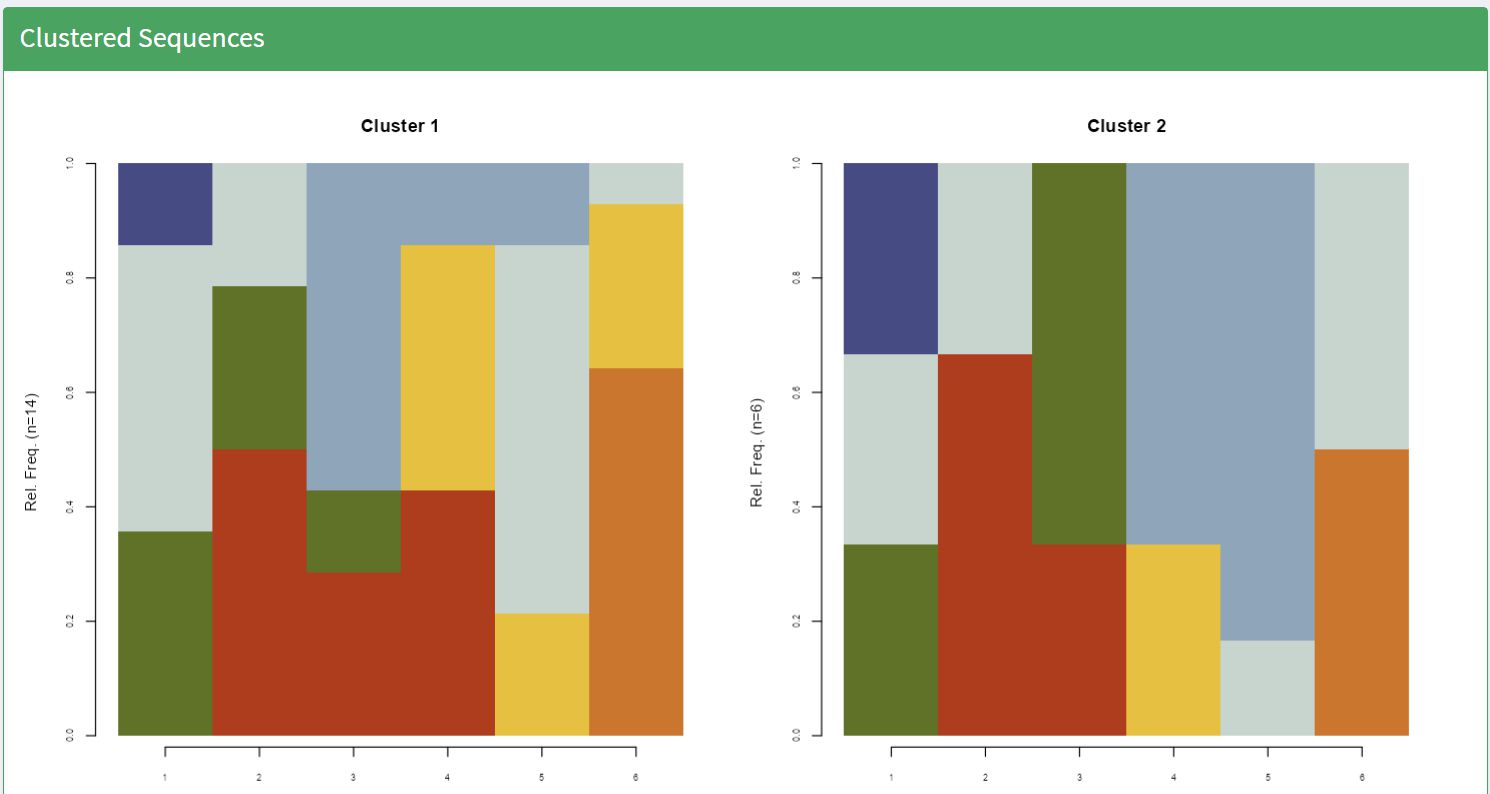 Clustered Sequences
Cluster 1
Rel. Freq. (n=14)
1.0
0.8
0.6
0.4
0.2
0.0
1 2 3 4 5 6
Cluster 2
Rel. Freq. (n=6)
1.0
0.8
0.6
0.4
0.2
0.0
1 2 3 4 5 6